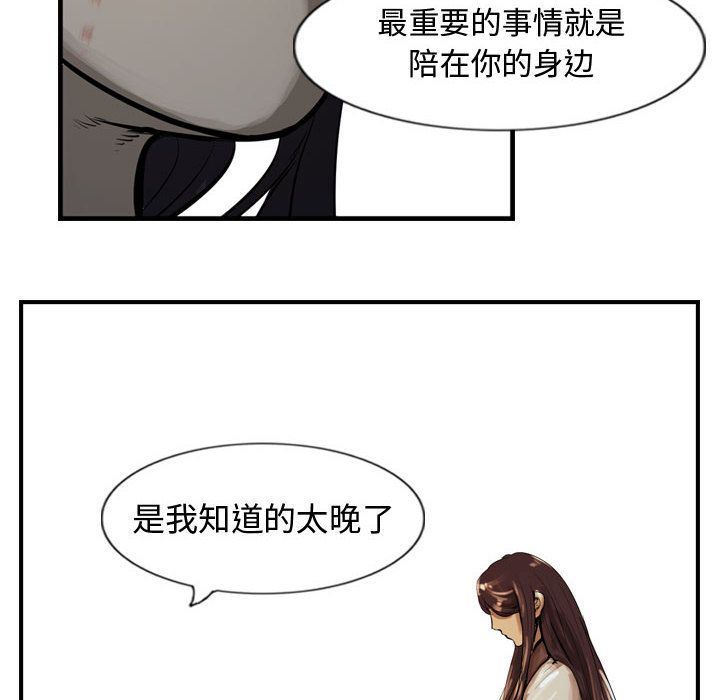 最重要的事情就是
陪在你的身边
是我知道的太晚了